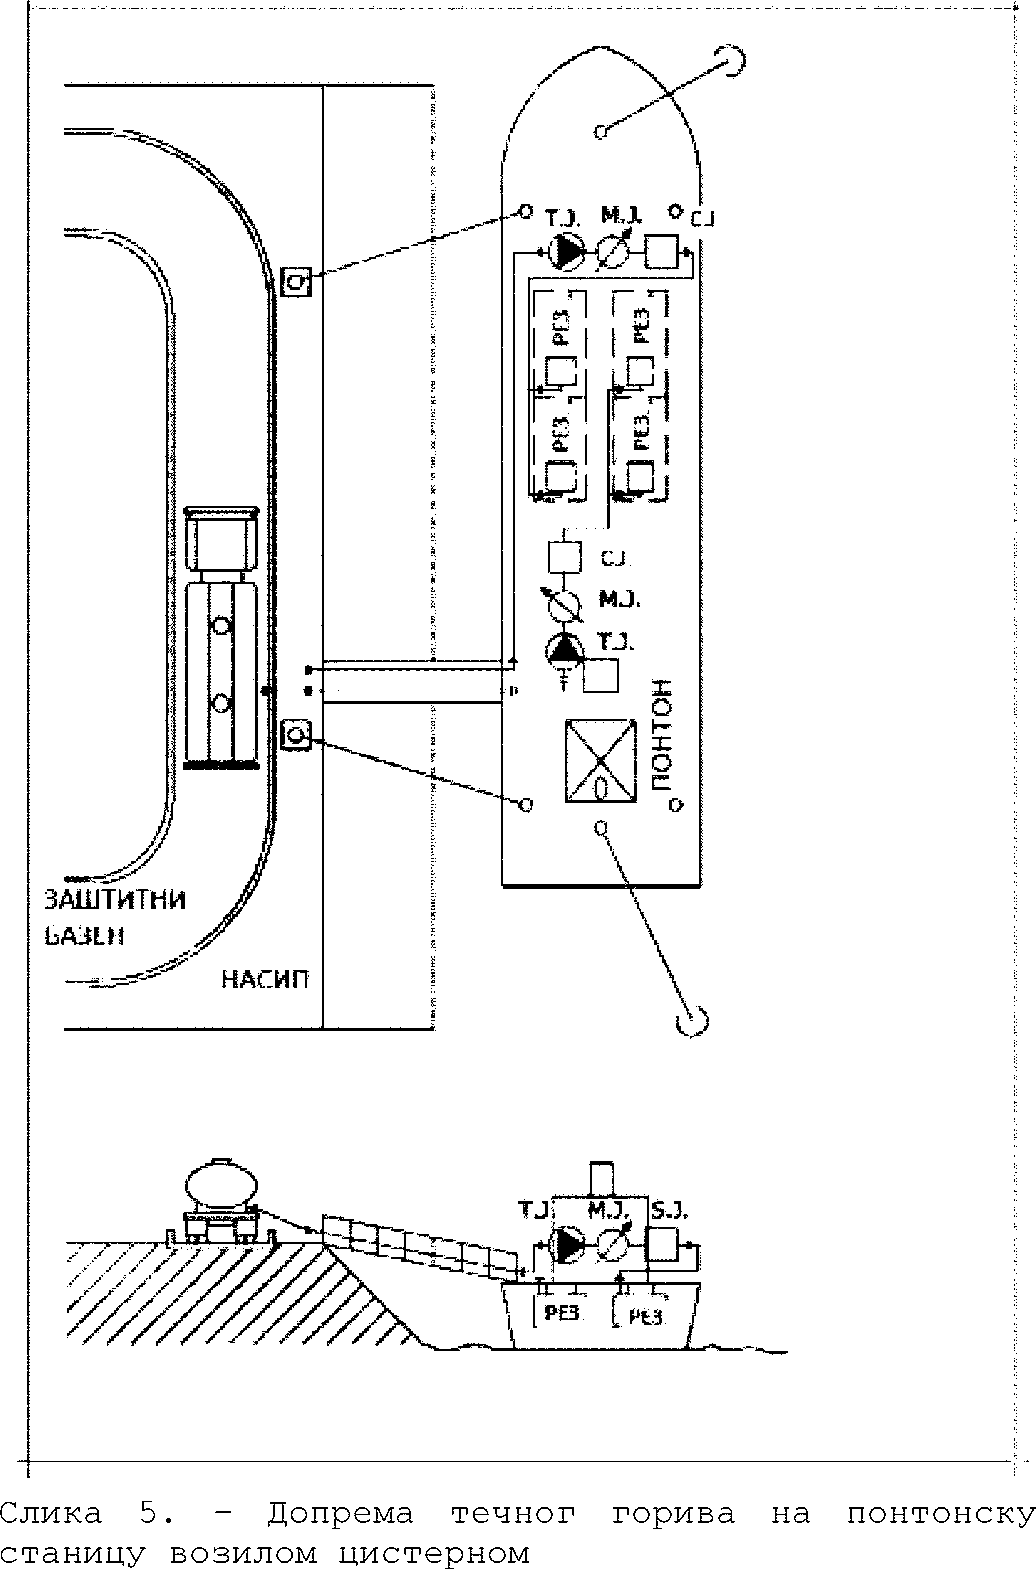 Т.Ј. М.Ј. СЈ
РЕЗ. РЕЗ.
РЕЗ. РЕЗ.
СЈ.
М.Ј.
Т.Ј.
ПОНТОН
ЗАШТИТНИ
БАЗЕН
НАСИП
Т.Ј. М.Ј. S.J.
РЕЗ. РЕЗ.
Слика 5. - Допрема течног горива на понтонску
станицу возилом цистерном